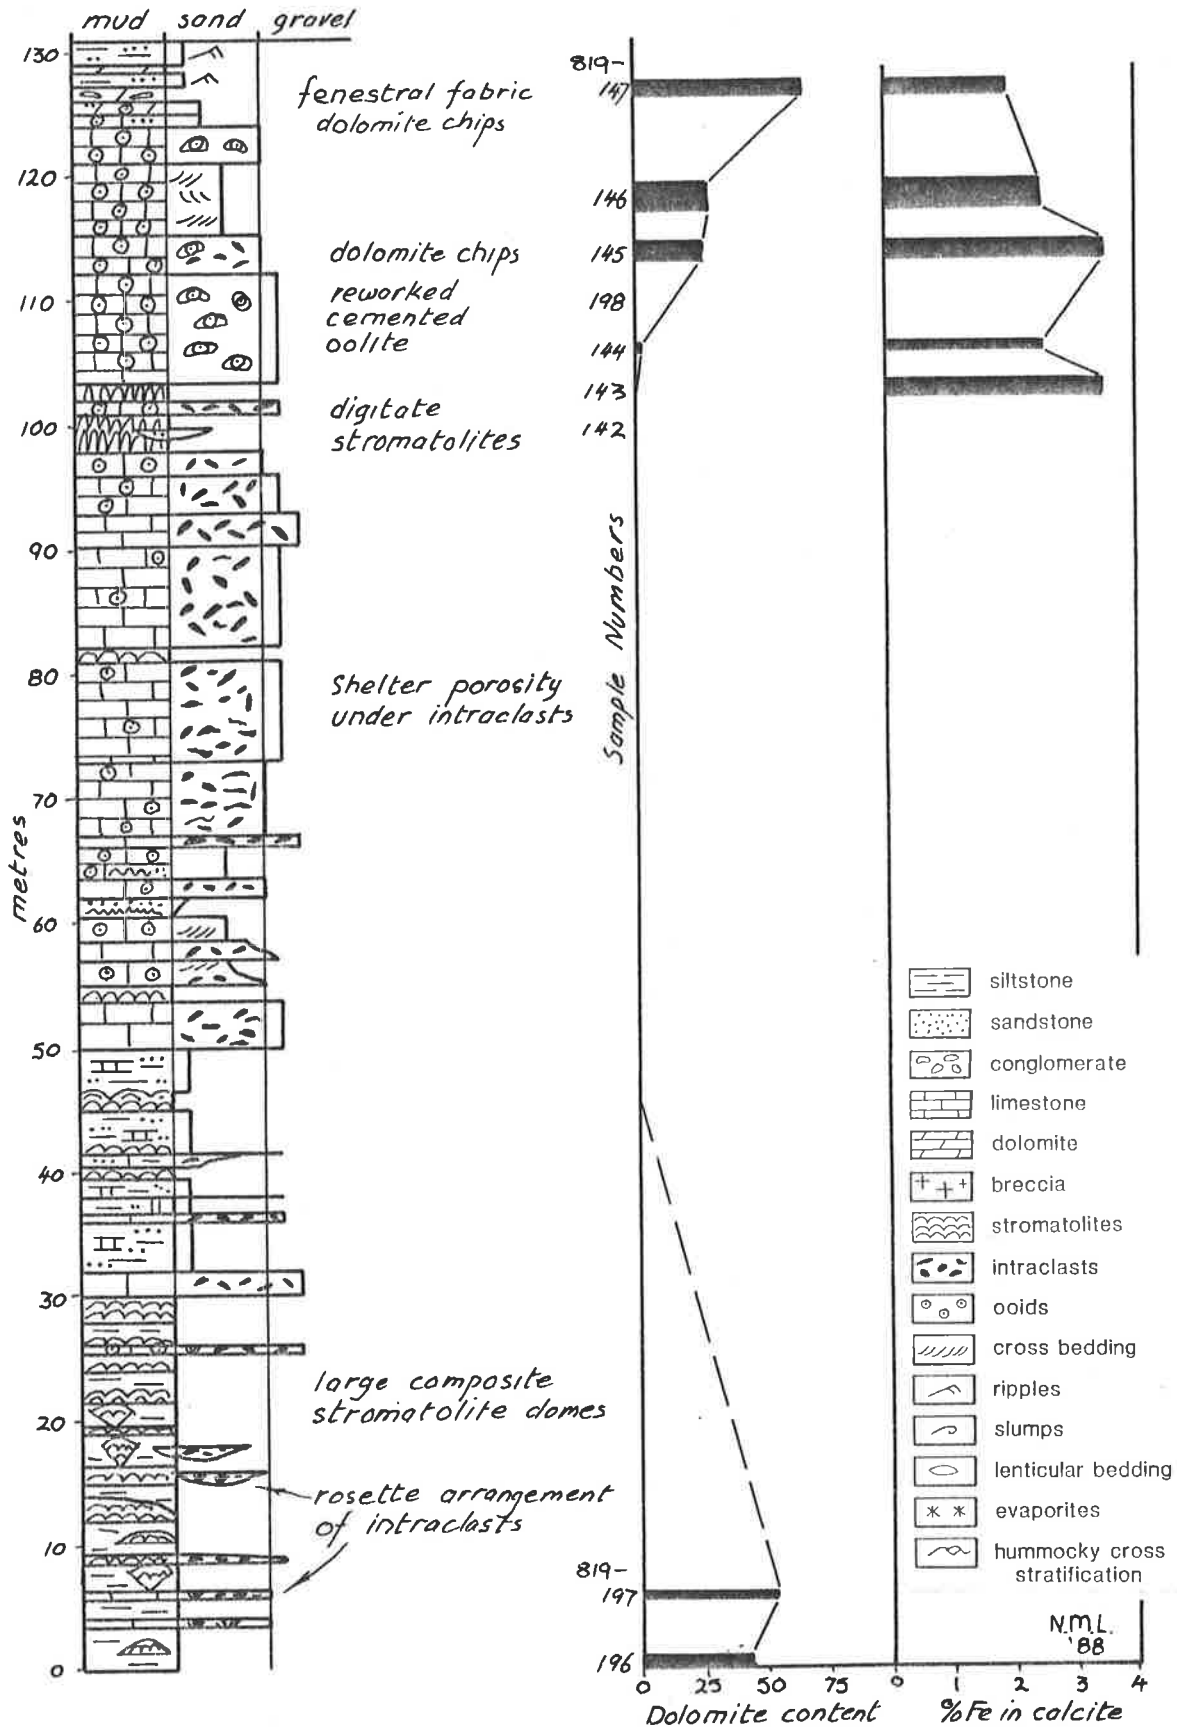 mud sand gravel
130
120
110
100
90
80
70
60
50
40
30
20
10
0
metres
fenestral fabric
dolomite chips
dolomite chips
reworked
cemented
oolite
digitate
stromatolites
Shelter porosity
under intraclasts
large composite
stromatolite domes
rosette arrangement
of intraclasts
819-
147
146
145
198
144
143
142
Sample Numbers
819-
197
196
0 25 50 75
Dolomite content
0 1 2 3 4
%Fe in calcite
siltstone
sandstone
conglomerate
limestone
dolomite
breccia
stromatolites
intraclasts
ooids
cross bedding
ripples
slumps
lenticular bedding
evaporites
hummocky cross
stratification
N.M.L.
'88